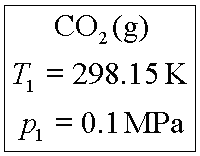 CO₂(g)
T₁ = 298.15 K
p₁ = 0.1 MPa